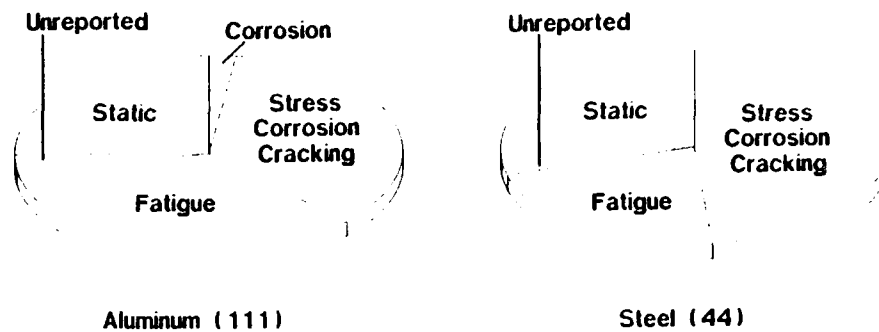 Unreported
Corrosion
Static
Stress
Corrosion
Cracking
Fatigue
Aluminum (111)
Unreported
Static
Stress
Corrosion
Cracking
Fatigue
Steel (44)